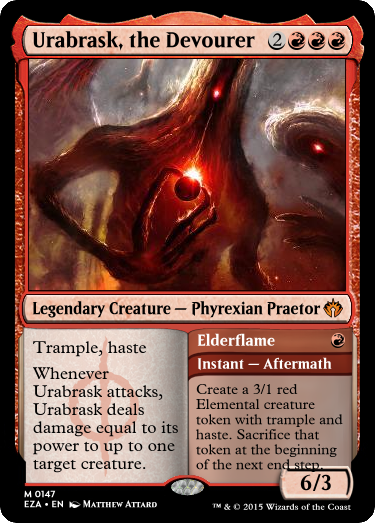 Urabrask, the Devourer 2
Legendary Creature — Phyrexian Praetor
Trample, haste
Whenever
Urabrask attacks,
Urabrask deals
damage equal to its
power to up to one
target creature.
Elderflame
Instant — Aftermath
Create a 3/1 red
Elemental creature
token with trample and
haste. Sacrifice that
token at the beginning
of the next end step.
6/3
M 0147
EZA • EN Matthew Attard
™ & © 2015 Wizards of the Coast